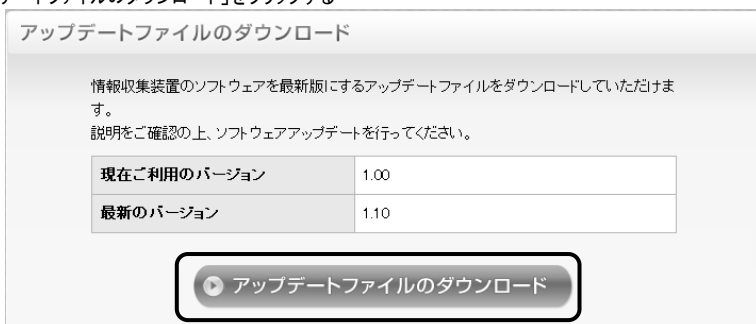 アップデートファイルのダウンロード
情報収集装置のソフトウェアを最新版にするアップデートファイルをダウンロードしていただけま
す。
説明をご確認の上、ソフトウェアアップデートを行ってください。
現在ご利用のバージョン 1.00
最新のバージョン 1.10
アップデートファイルのダウンロード